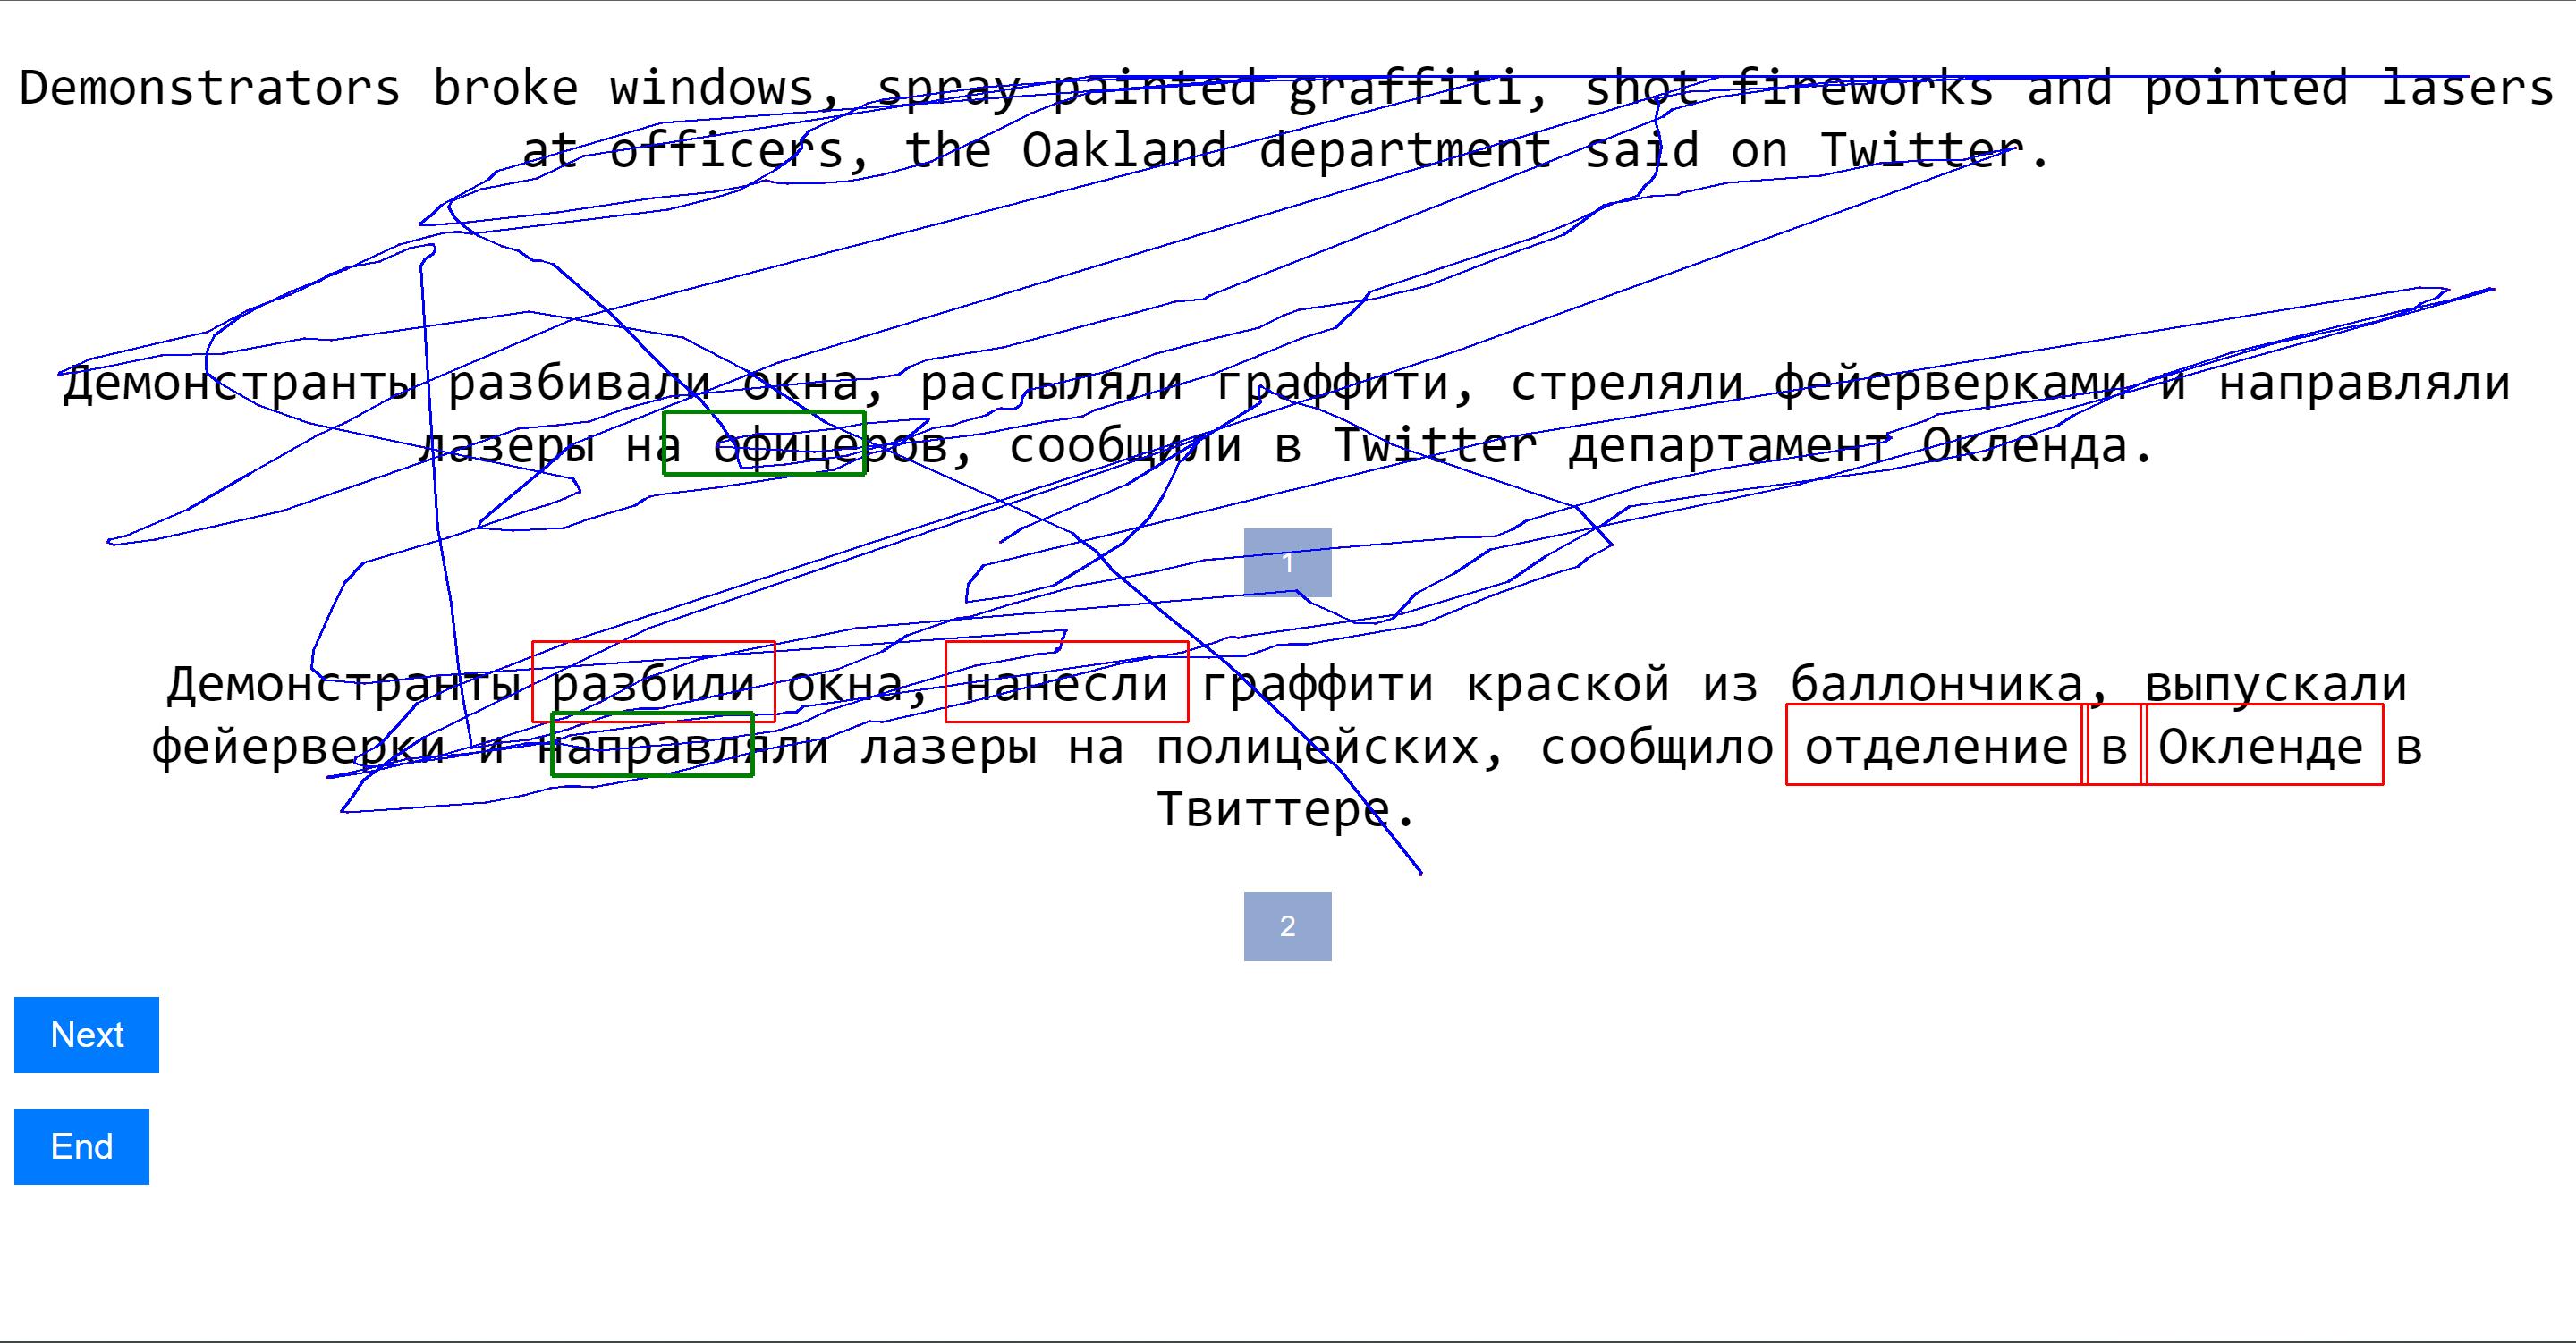 Demonstrators broke windows, spray painted graffiti, shot fireworks and pointed lasers
at officers, the Oakland department said on Twitter.
Демонстранты разбивали окна, распыляли граффити, стреляли фейерверками и направляли
лазеры на офицеров, сообщили в Twitter департамент Окленда.
1
Демонстранты разбили окна, нанесли граффити краской из баллончика, выпускали
фейерверки и направляли лазеры на полицейских, сообщило отделение в Окленде в
Твиттере.
2
Next
End